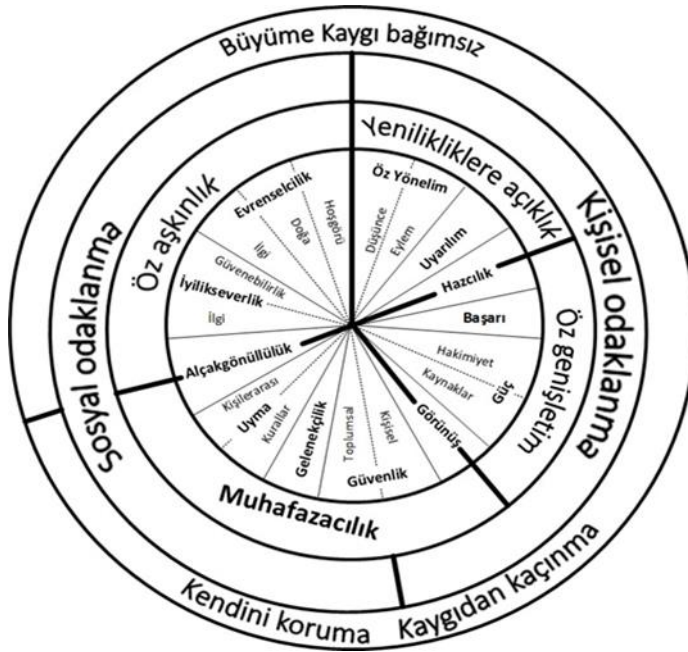 Büyüme Kaygı bağımsız
Yenilikliklere açıklık
Öz aşkınlık
Sosyal odaklanma
Kişisel odaklanma
Öz genişletim
Muhafazacılık
Kendini koruma
Kaygıdan kaçınma
Öz Yönelim
Düşünce
Eylem
Uyarılım
Hazcılık
Başarı
Hakimiyet
Güç
Kaynaklar
Görünüş
Kişisel
Güvenlik
Toplumsal
Gelenekçilik
Kurallar
Uyma
Kişilerarası
Alçakgönüllülük
İlgi
İyilikseverlik
Güvenebilirlik
İlgi
Doğa
Evrenselcilik
Hoşgörü